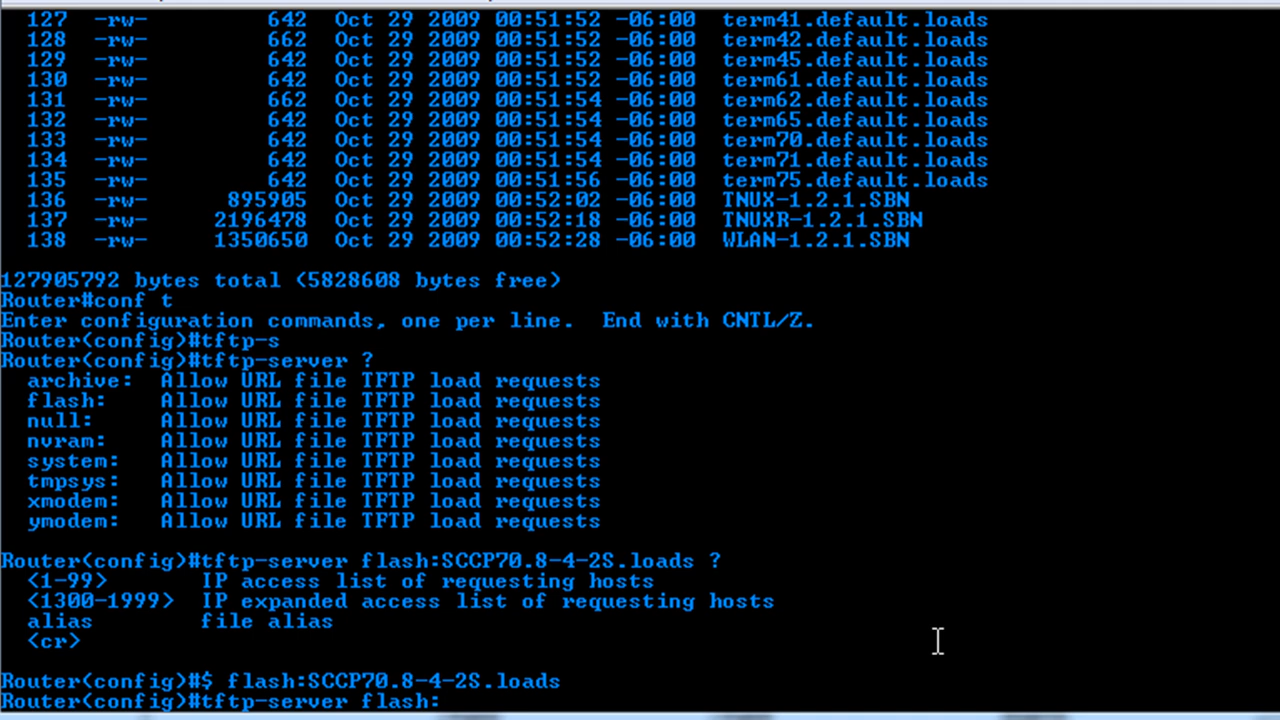 127 -rw- 642 Oct 29 2009 00:51:52 -06:00 term41.default.loads
128 -rw- 662 Oct 29 2009 00:51:52 -06:00 term42.default.loads
129 -rw- 642 Oct 29 2009 00:51:52 -06:00 term45.default.loads
130 -rw- 642 Oct 29 2009 00:51:52 -06:00 term61.default.loads
131 -rw- 662 Oct 29 2009 00:51:54 -06:00 term62.default.loads
132 -rw- 642 Oct 29 2009 00:51:54 -06:00 term65.default.loads
133 -rw- 642 Oct 29 2009 00:51:54 -06:00 term70.default.loads
134 -rw- 642 Oct 29 2009 00:51:54 -06:00 term71.default.loads
135 -rw- 642 Oct 29 2009 00:51:56 -06:00 term75.default.loads
136 -rw- 895905 Oct 29 2009 00:52:02 -06:00 TNUX-1.2.1.SBN
137 -rw- 2196478 Oct 29 2009 00:52:18 -06:00 TNUXR-1.2.1.SBN
138 -rw- 1350650 Oct 29 2009 00:52:28 -06:00 WLAN-1.2.1.SBN
127905792 bytes total (5828608 bytes free)
Router#conf t
Enter configuration commands, one per line.  End with CNTL/Z.
Router(config)#tftp-s
Router(config)#tftp-server ?
archive: Allow URL file TFTP load requests
flash: Allow URL file TFTP load requests
null: Allow URL file TFTP load requests
nvram: Allow URL file TFTP load requests
system: Allow URL file TFTP load requests
tmpsys: Allow URL file TFTP load requests
xmodem: Allow URL file TFTP load requests
ymodem: Allow URL file TFTP load requests
Router(config)#tftp-server flash:SCCP70.8-4-2S.loads ?
<1-99> IP access list of requesting hosts
<1300-1999> IP expanded access list of requesting hosts
alias file alias
<cr>
Router(config)#$ flash:SCCP70.8-4-2S.loads
Router(config)#tftp-server flash: